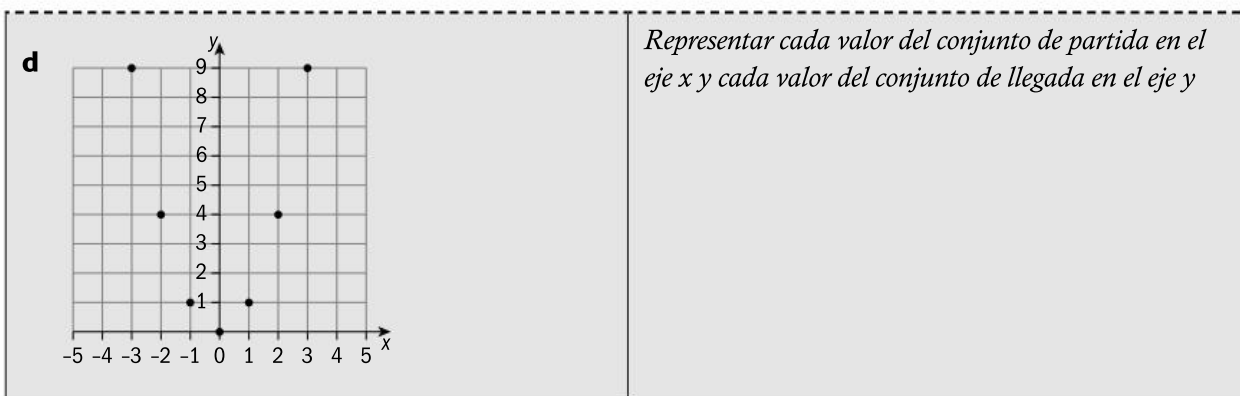 d
y
9
8
7
6
5
4
3
2
1
x
-5 -4 -3 -2 -1 0 1 2 3 4 5
Representar cada valor del conjunto de partida en el
eje x y cada valor del conjunto de llegada en el eje y